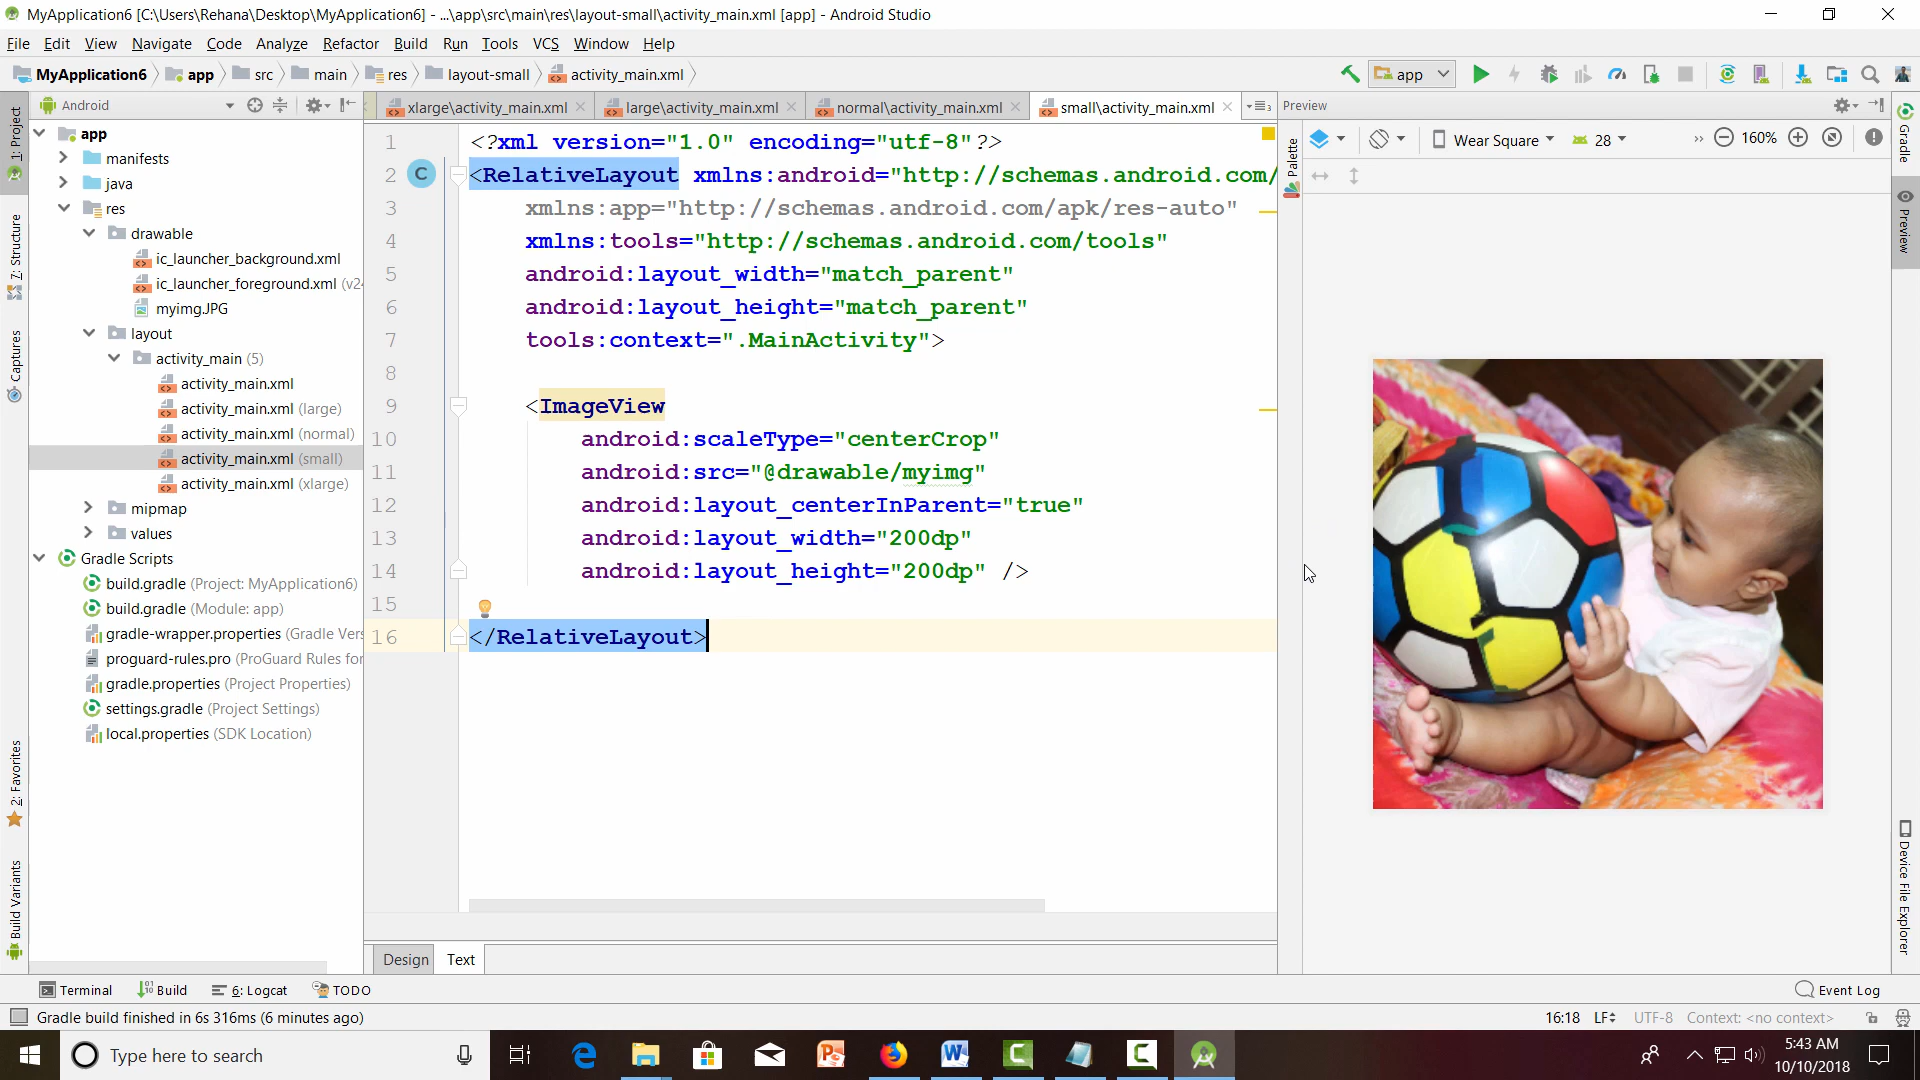 MyApplication6 [C:\Users\Rehana\Desktop\MyApplication6] - ...\app\src\main\res\layout-small\activity_main.xml [app] - Android Studio
File Edit View Navigate Code Analyze Refactor Build Run Tools VCS Window Help
MyApplication6 app src main res layout-small activity_main.xml app
Android xlarge\activity_main.xml large\activity_main.xml normal\activity_main.xml small\activity_main.xml Preview
Wear Square 28 160%
1: Project
7: Structure
Captures
2: Favorites
Build Variants
app
manifests
java
res
drawable
ic_launcher_background.xml
ic_launcher_foreground.xml (v24
myimg.JPG
layout
activity_main (5)
activity_main.xml
activity_main.xml (large)
activity_main.xml (normal)
activity_main.xml (small)
activity_main.xml (xlarge)
mipmap
values
Gradle Scripts
build.gradle (Project: MyApplication6)
build.gradle (Module: app)
gradle-wrapper.properties (Gradle Vers
proguard-rules.pro (ProGuard Rules for
gradle.properties (Project Properties)
settings.gradle (Project Settings)
local.properties (SDK Location)
1 <?xml version="1.0" encoding="utf-8"?>
2 C <RelativeLayout xmlns:android="http://schemas.android.com/
3 xmlns:app="http://schemas.android.com/apk/res-auto"
4 xmlns:tools="http://schemas.android.com/tools"
5 android:layout_width="match_parent"
6 android:layout_height="match_parent"
7 tools:context=".MainActivity">
8
9 <ImageView
10 android:scaleType="centerCrop"
11 android:src="@drawable/myimg"
12 android:layout_centerInParent="true"
13 android:layout_width="200dp"
14 android:layout_height="200dp" />
15
16 </RelativeLayout>
Palette
Gradle
Preview
Device File Explorer
Design Text
Terminal Build 6: Logcat TODO Event Log
Gradle build finished in 6s 316ms (6 minutes ago) 16:18 LF UTF-8 Context: <no context>
Type here to search
5:43 AM
10/10/2018